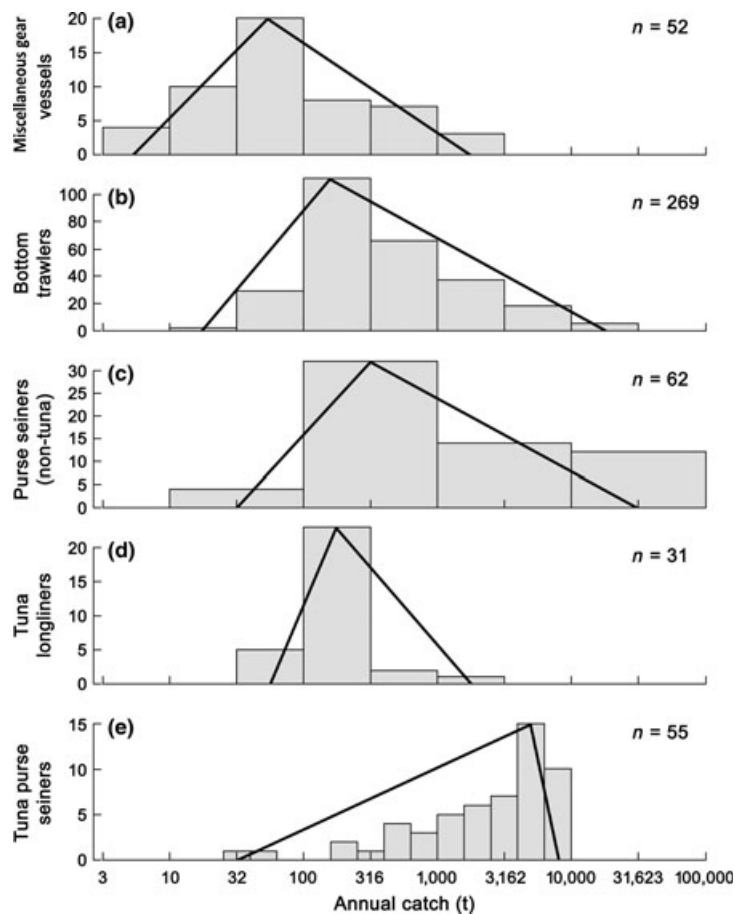 (a)
n = 52
Miscellaneous gear
vessels
20
15
10
5
0
(b)
n = 269
Bottom
trawlers
100
80
60
40
20
0
(c)
n = 62
Purse seiners
(non-tuna)
30
25
20
15
10
5
0
(d)
n = 31
Tuna
longliners
20
15
10
5
0
(e)
n = 55
Tuna purse
seiners
15
10
5
0
3 10 32 100 316 1,000 3,162 10,000 31,623 100,000
Annual catch (t)